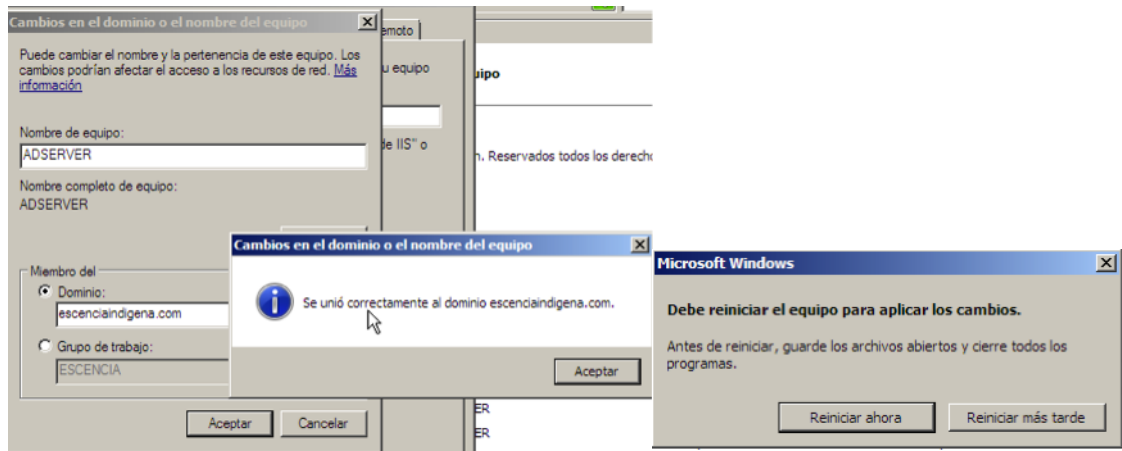 Cambios en el dominio o el nombre del equipo
emoto
Puede cambiar el nombre y la pertenencia de este equipo. Los
cambios podrían afectar el acceso a los recursos de red. Más
información
u equipo
uipo
Nombre de equipo:
ADSERVER
de IIS" o
n. Reservados todos los derecho
Nombre completo de equipo:
ADSERVER
Cambios en el dominio o el nombre del equipo
Se unió correctamente al dominio escenciaindigena.com.
Aceptar
Miembro del
Dominio:
escenciaindigena.com
Grupo de trabajo:
ESCENCIA
Aceptar
Cancelar
ER
ER
Microsoft Windows
Debe reiniciar el equipo para aplicar los cambios.
Antes de reiniciar, guarde los archivos abiertos y cierre todos los
programas.
Reiniciar ahora
Reiniciar más tarde